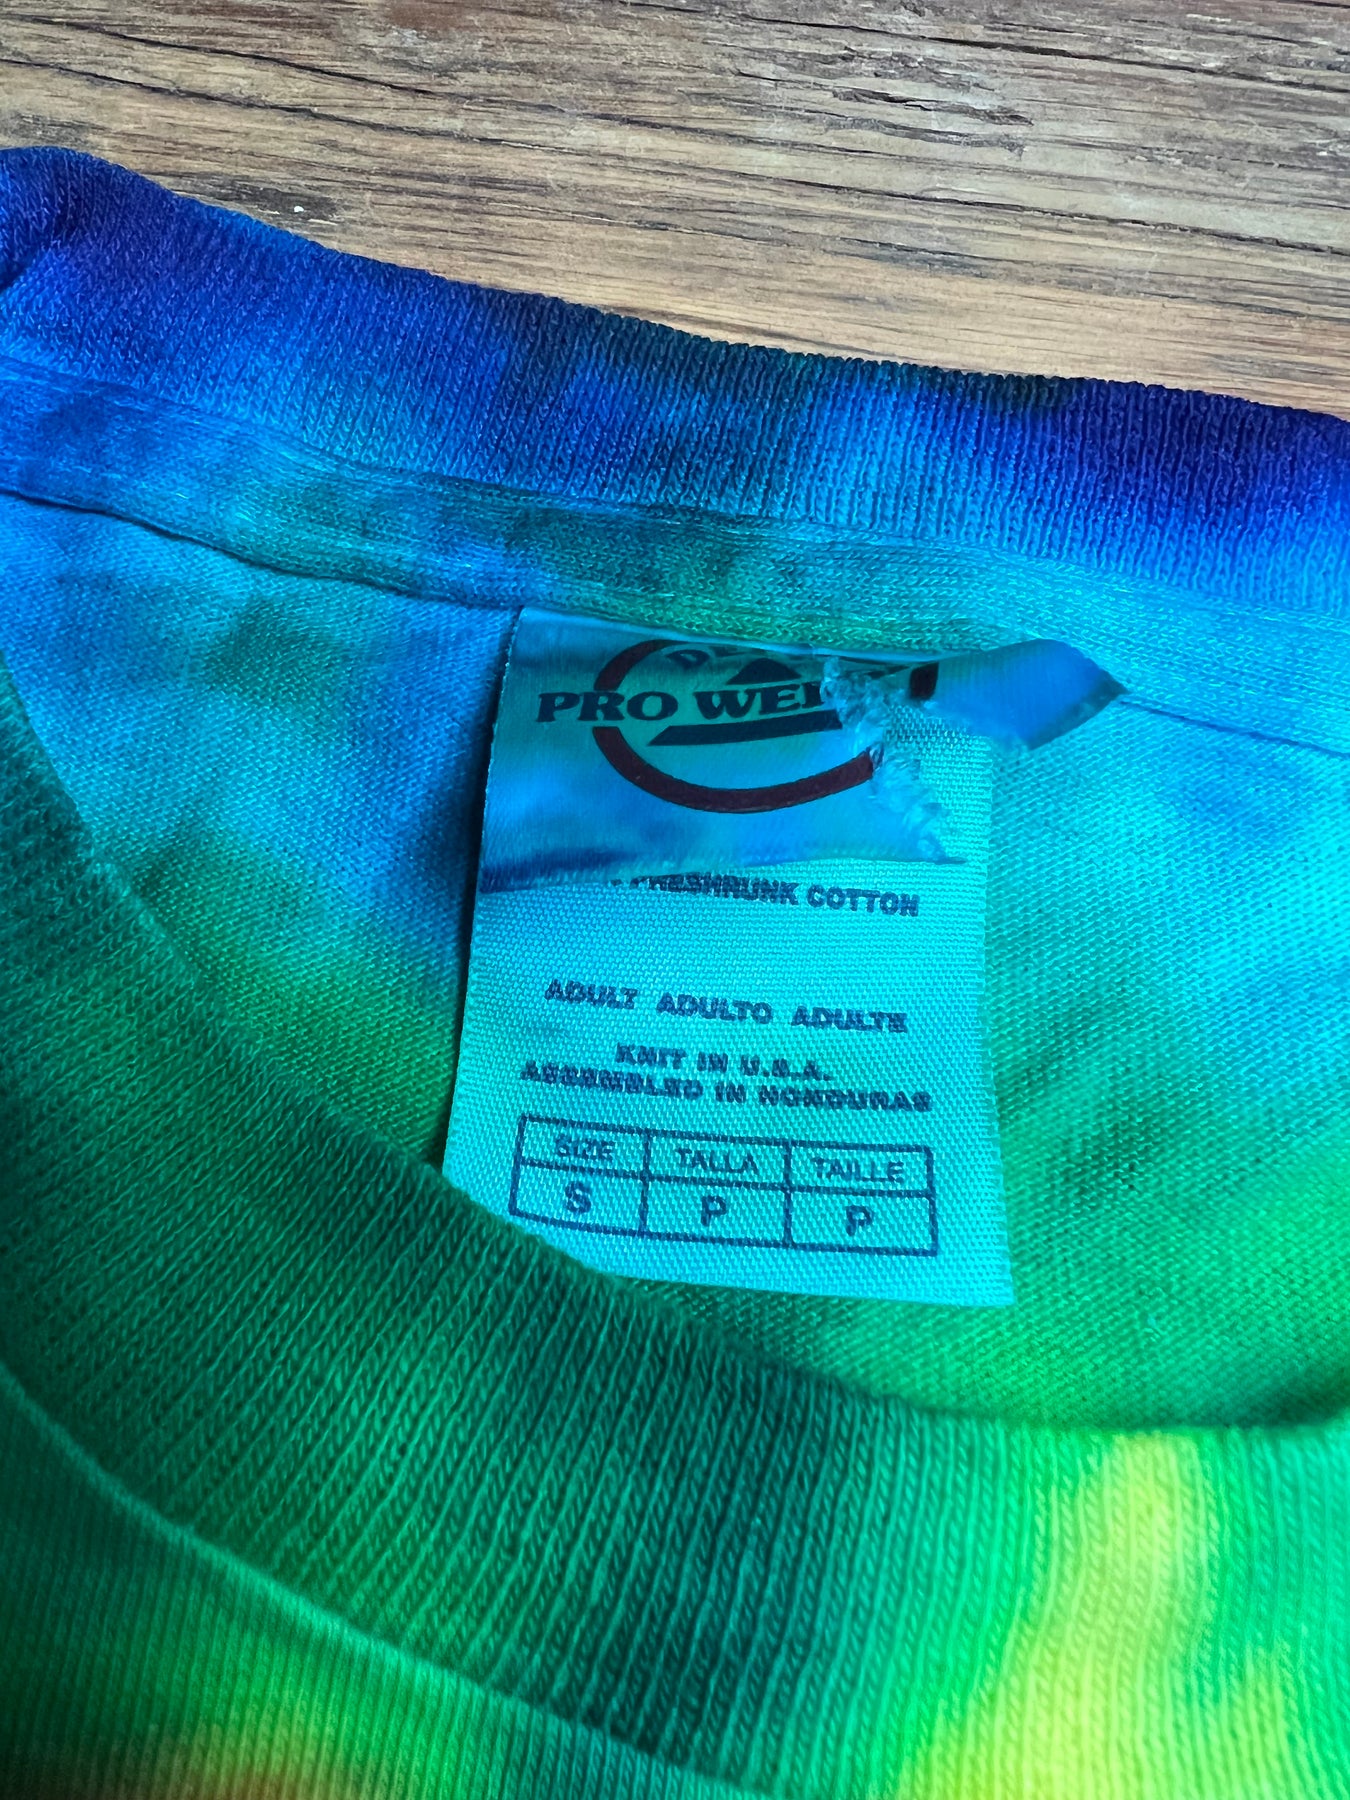 PRO WE
PRESHRUNK COTTON
ADULT ADULTO ADULTE
KNIT IN U.S.A.
ASSEMBLED IN HONDURAS
SIZE TALLA TAILLE
S P P